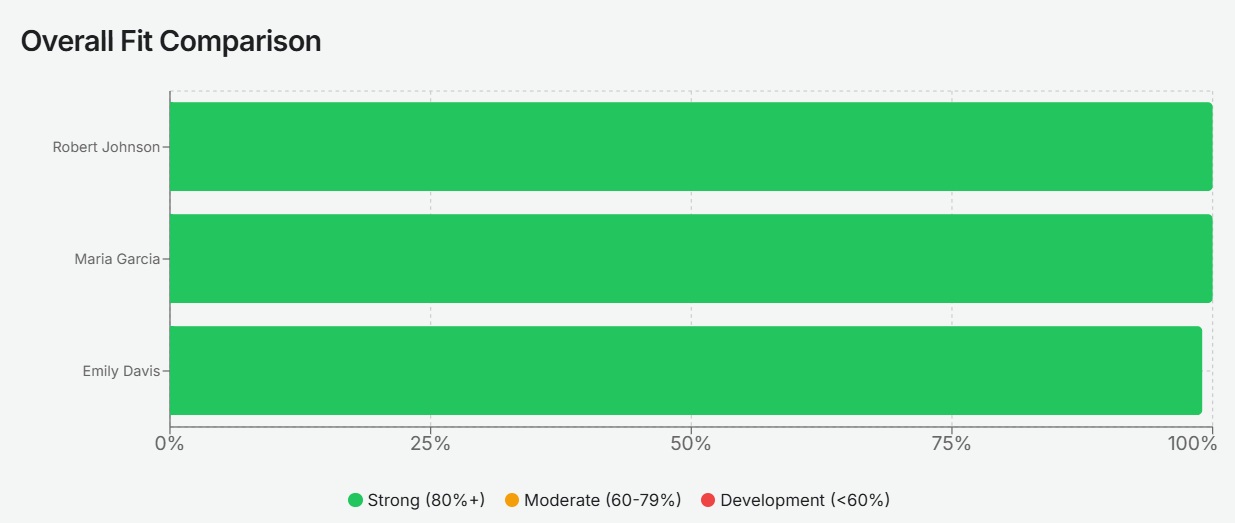 Overall Fit Comparison
Robert Johnson
Maria Garcia
Emily Davis
0% 25% 50% 75% 100%
Strong (80%+) Moderate (60-79%) Development (<60%)